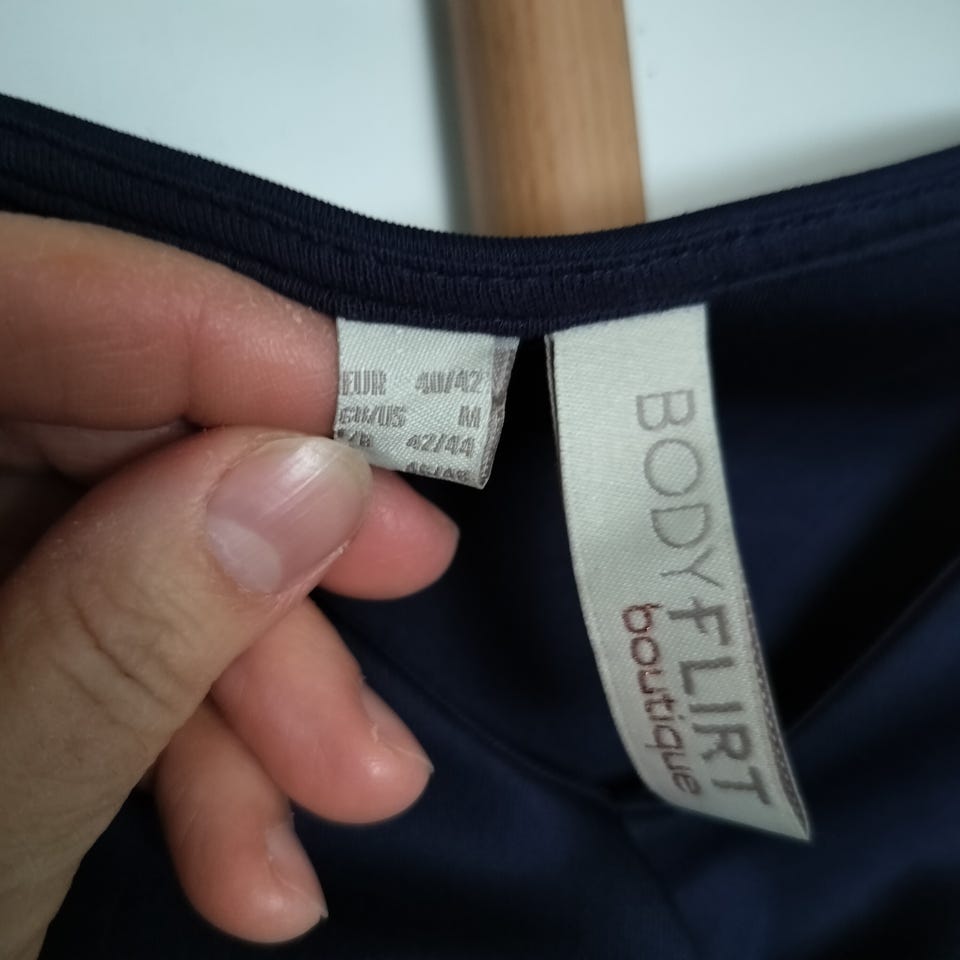 EUR 40/42
GB/US M
42/44
BODYFLIRT
boutique